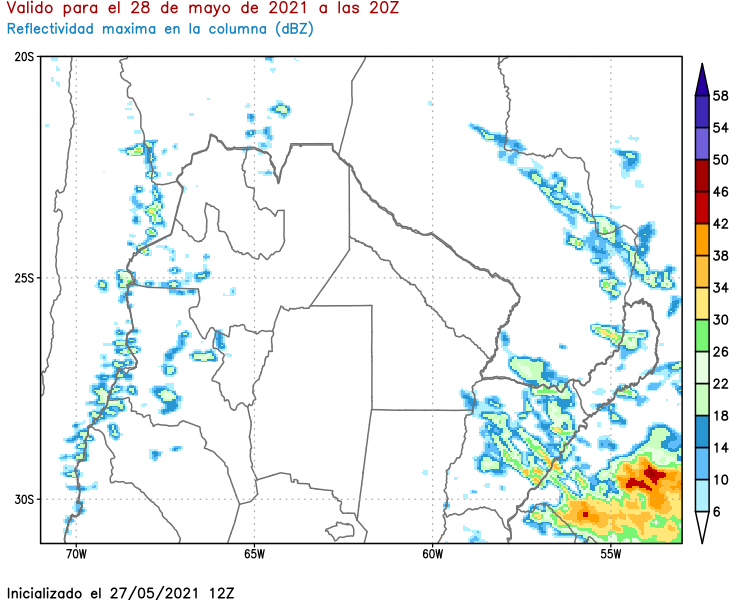 Valido para el 28 de mayo de 2021 a las 20Z
Reflectividad maxima en la columna (dBZ)
20S
25S
30S
70W
65W
60W
55W
58
54
50
46
42
38
34
30
26
22
18
14
10
6
Inicializado el 27/05/2021 12Z